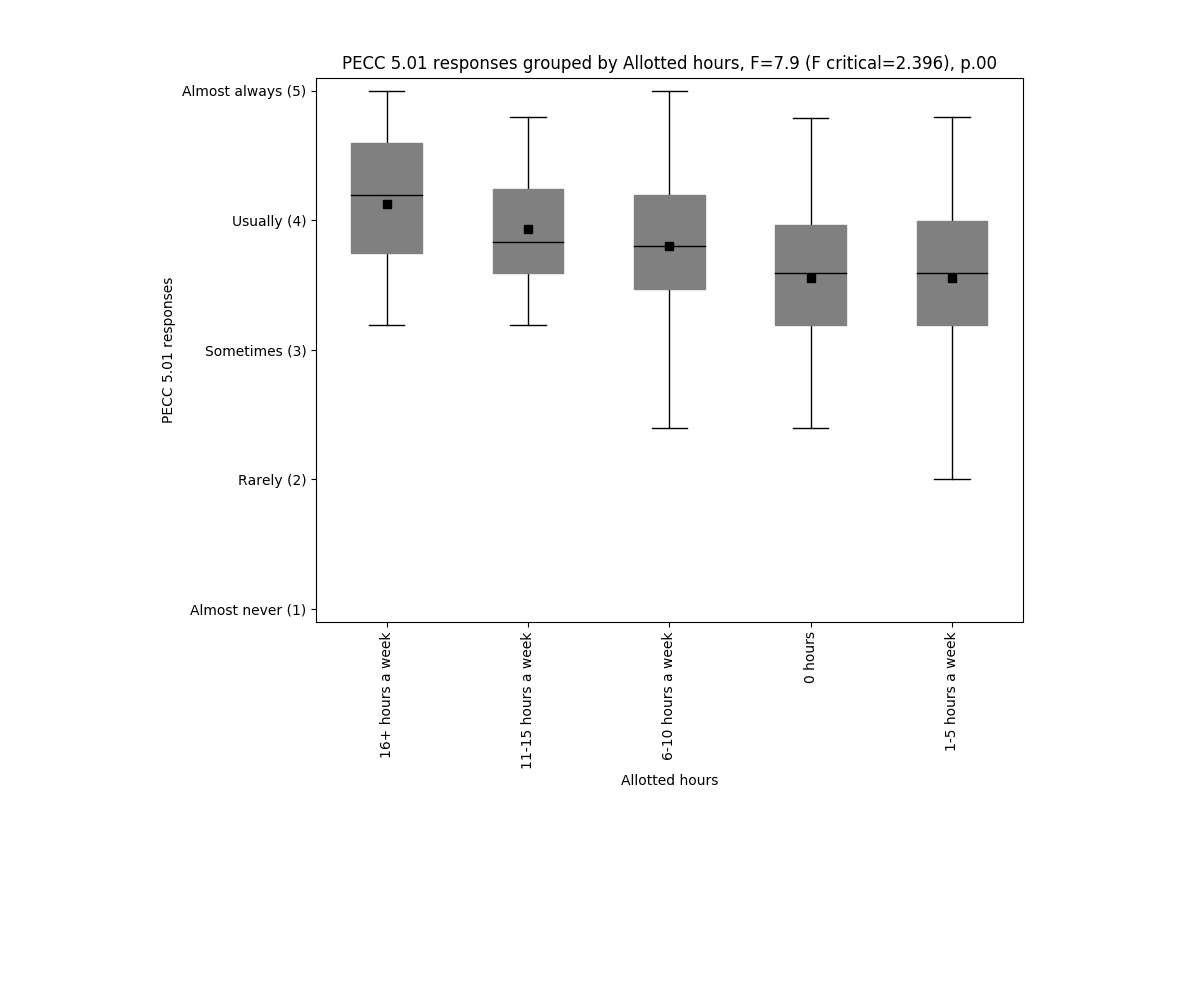 PECC 5.01 responses grouped by Allotted hours, F=7.9 (F critical=2.396), p.00
Almost always (5)
Usually (4)
Sometimes (3)
Rarely (2)
Almost never (1)
PECC 5.01 responses
16+ hours a week
11-15 hours a week
6-10 hours a week
0 hours
1-5 hours a week
Allotted hours